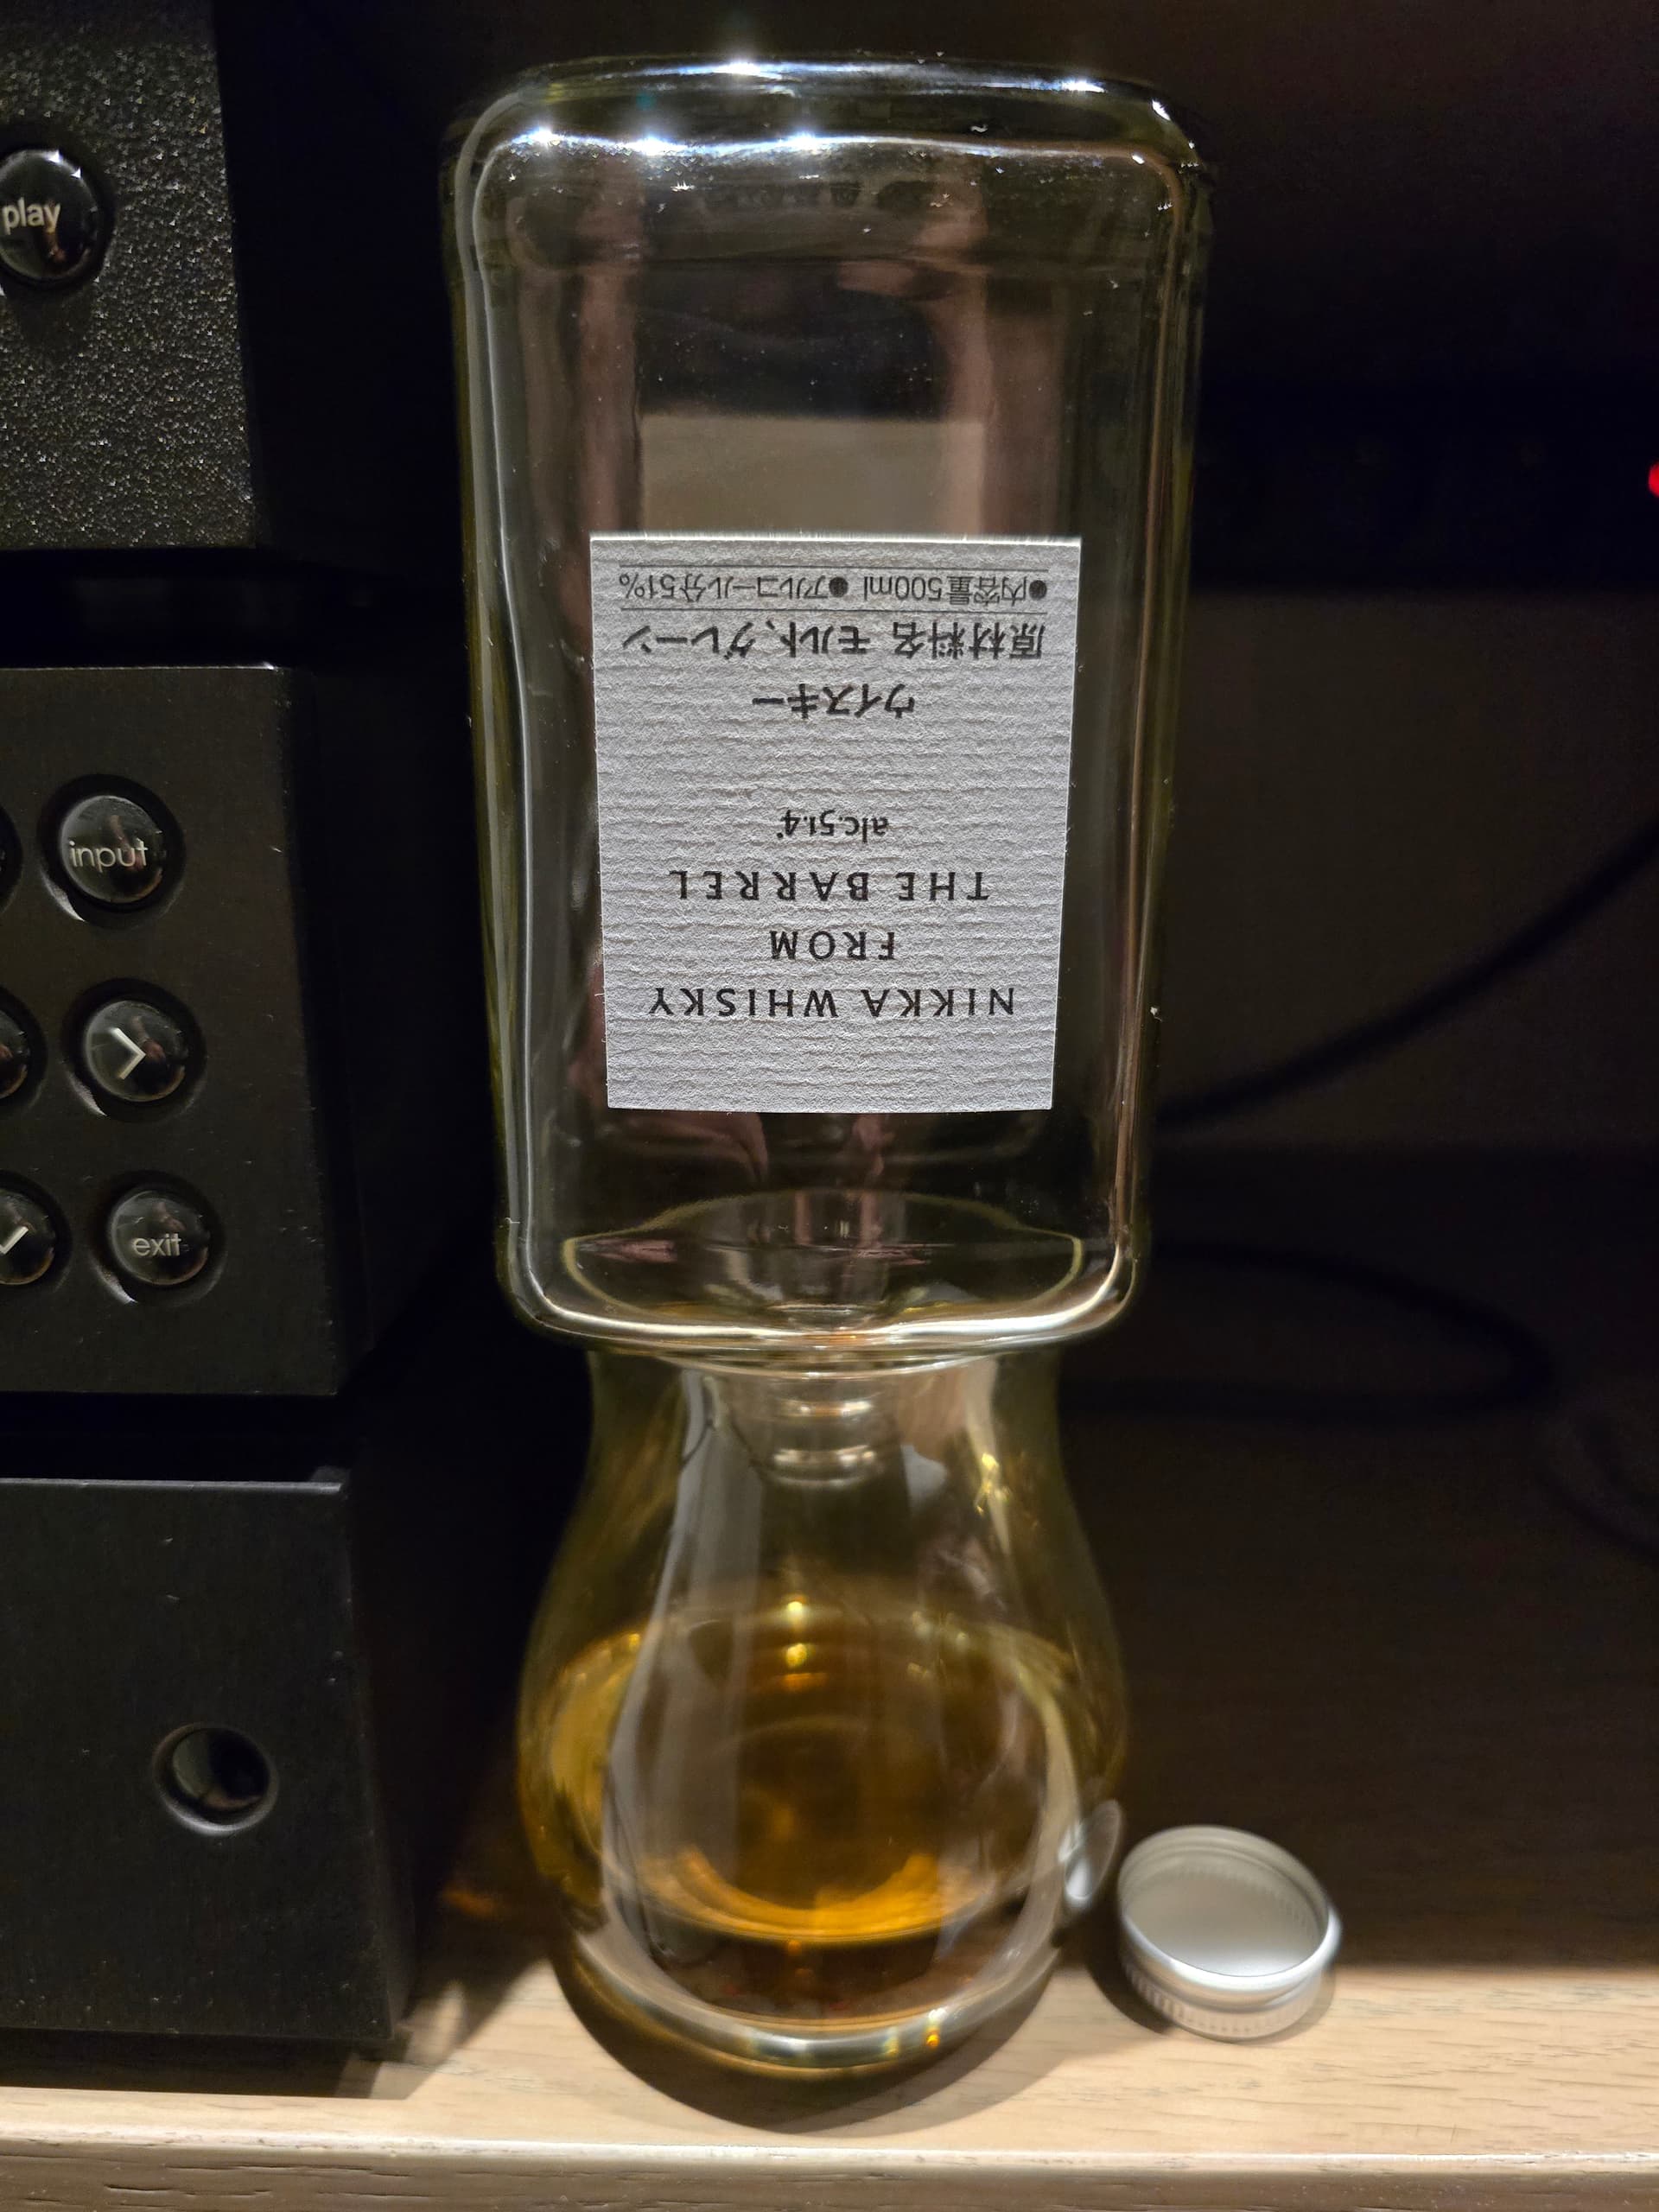 play
input
exit
NIKKA WHISKY
FROM
THE BARREL
alc.51.4°
ウイスキー
原材料名 モルト、グレーン
●内容量500ml ●アルコール分51%